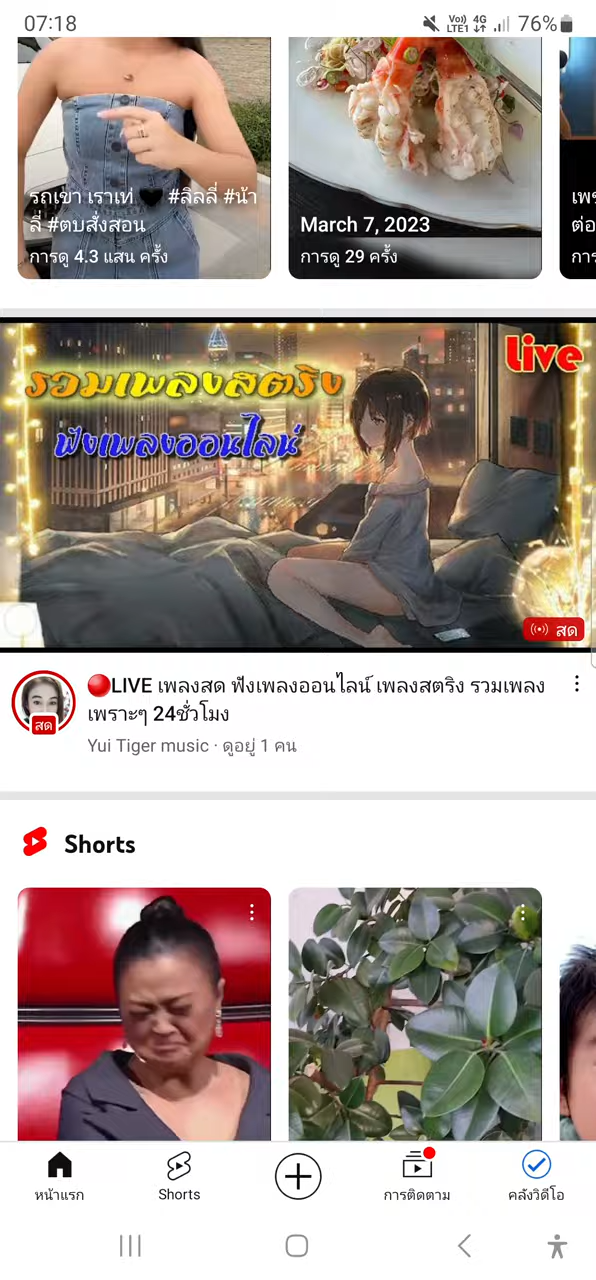 07:18
Vo)) 4G
LTE1
76%
รถเขา เราเท่ 🖤 #ลิลลี่ #น้า
ลี่ #ตบสั่งสอน
การดู 4.3 แสน ครั้ง
March 7, 2023
การดู 29 ครั้ง
ต่อ
รวมเพลงสตริง
Live
ฟังเพลงออนไลน์
สด
🔴LIVE เพลงสด ฟังเพลงออนไลน์ เพลงสตริง รวมเพลง
เพราะๆ 24ชั่วโมง
สด
Yui Tiger music · ดูอยู่ 1 คน
Shorts
หน้าแรก
Shorts
การติดตาม
คลังวิดีโอ